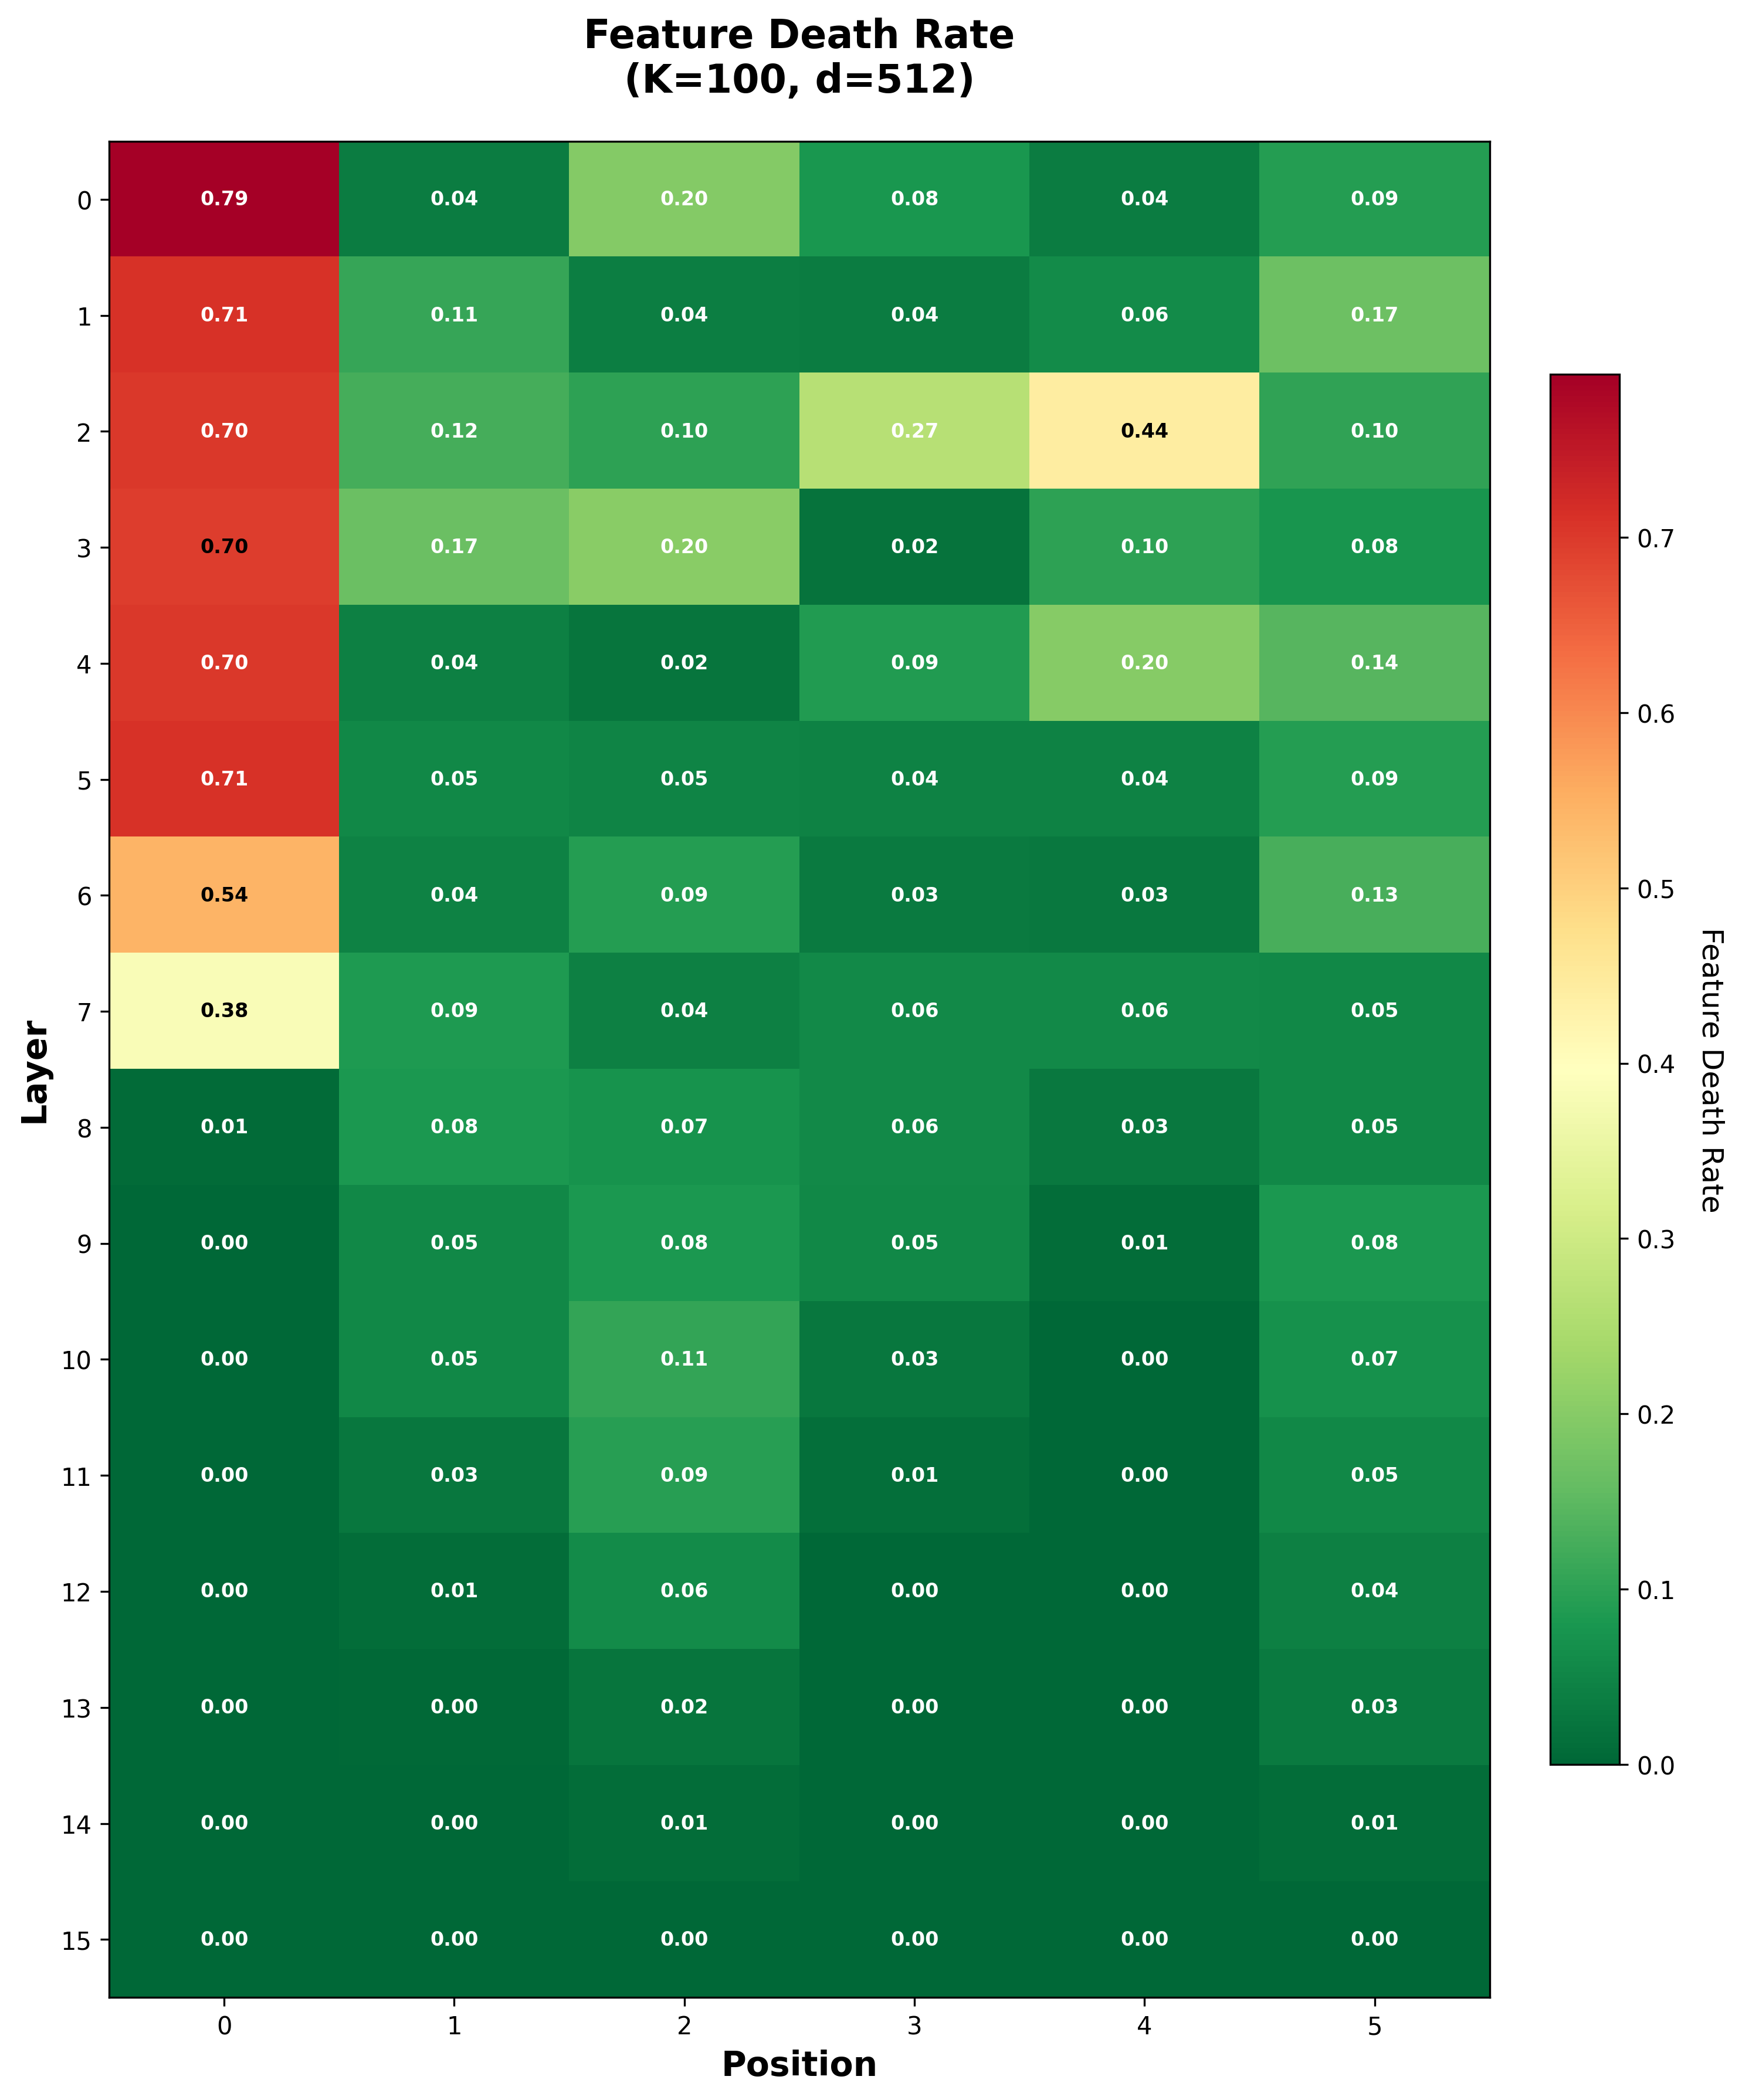 Feature Death Rate
(K=100, d=512)
0 0.79 0.04 0.20 0.08 0.04 0.09
1 0.71 0.11 0.04 0.04 0.06 0.17
2 0.70 0.12 0.10 0.27 0.44 0.10
3 0.70 0.17 0.20 0.02 0.10 0.08
4 0.70 0.04 0.02 0.09 0.20 0.14
5 0.71 0.05 0.05 0.04 0.04 0.09
6 0.54 0.04 0.09 0.03 0.03 0.13
7 0.38 0.09 0.04 0.06 0.06 0.05
8 0.01 0.08 0.07 0.06 0.03 0.05
9 0.00 0.05 0.08 0.05 0.01 0.08
10 0.00 0.05 0.11 0.03 0.00 0.07
11 0.00 0.03 0.09 0.01 0.00 0.05
12 0.00 0.01 0.06 0.00 0.00 0.04
13 0.00 0.00 0.02 0.00 0.00 0.03
14 0.00 0.00 0.01 0.00 0.00 0.01
15 0.00 0.00 0.00 0.00 0.00 0.00
0 1 2 3 4 5
Position
Layer
0.7
0.6
0.5
0.4
0.3
0.2
0.1
0.0
Feature Death Rate